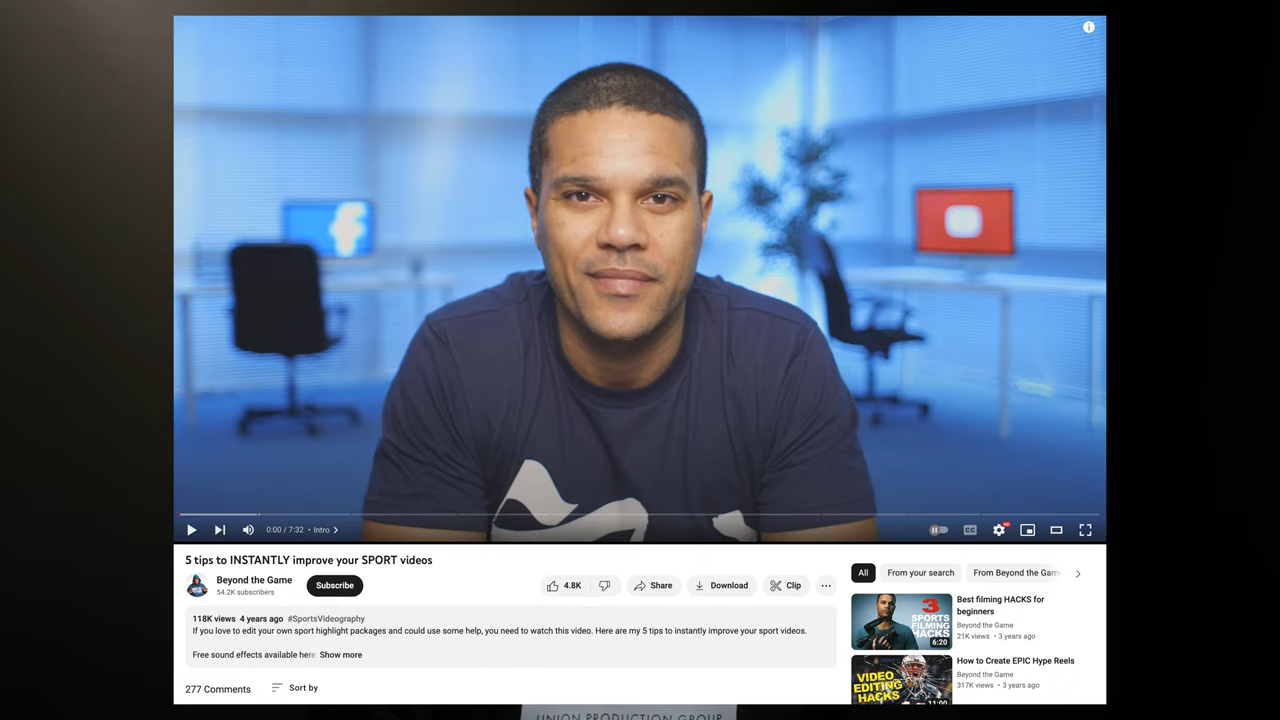 0:00 / 7:32 • Intro
CC
HD
5 tips to INSTANTLY improve your SPORT videos
Beyond the Game
54.2K subscribers
Subscribe
4.8K
Share
Download
Clip
118K views 4 years ago #SportsVideography
If you love to edit your own sport highlight packages and could use some help, you need to watch this video. Here are my 5 tips to instantly improve your sport videos.
Free sound effects available here: Show more
277 Comments
Sort by
All
From your search
From Beyond the Gam
3
SPORTS
FILMING
HACKS
6:20
Best filming HACKS for
beginners
Beyond the Game
21K views • 3 years ago
VIDEO
EDITING
HACKS
11:00
How to Create EPIC Hype Reels
Beyond the Game
317K views • 3 years ago
UNION PRODUCTION GROUP